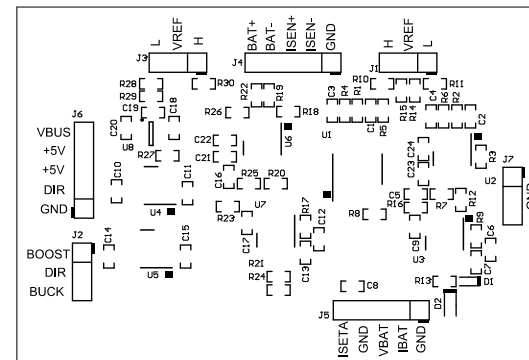 L
VREF
H
J3
BAT+
BAT-
ISEN+
ISEN-
GND
J4
H
VREF
L
J1
R28
R29
R30
R22
R19
C3
R4
R1
R10
R11
R15
R14
C4
R6
R2
C19
C18
R26
R18
C1
R5
C2
J6
VBUS
+5V
+5V
DIR
GND
C20
U8
R27
C22
C21
U6
U1
C24
C23
R3
J7
GND
U2
C10
C11
C16
R25
R20
C5
R16
R7
R12
U4
R23
U7
R17
R8
R9
J2
BOOST
DIR
BUCK
C14
C15
C17
C12
C9
C6
U5
R21
R24
C13
U3
C7
R13
D1
D2
C8
J5
ISETA
GND
VBAT
IBAT
GND